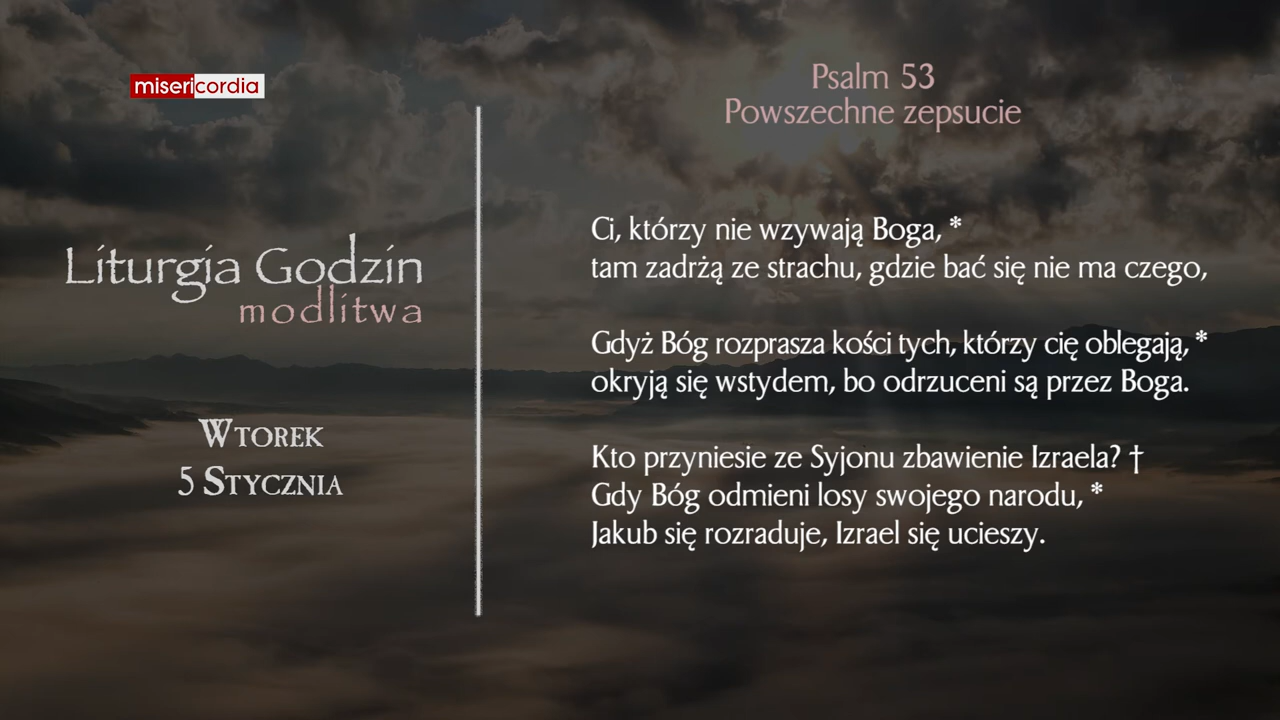 misericordia
Liturgia Godzin
modlitwa
Wtorek
5 Stycznia
Psalm 53
Powszechne zepsucie
Ci, którzy nie wzywają Boga, *
tam zadrżą ze strachu, gdzie bać się nie ma czego,
Gdyż Bóg rozprasza kości tych, którzy cię oblegają, *
okryją się wstydem, bo odrzuceni są przez Boga.
Kto przyniesie ze Syjonu zbawienie Izraela? †
Gdy Bóg odmieni losy swojego narodu, *
Jakub się rozraduje, Izrael się ucieszy.